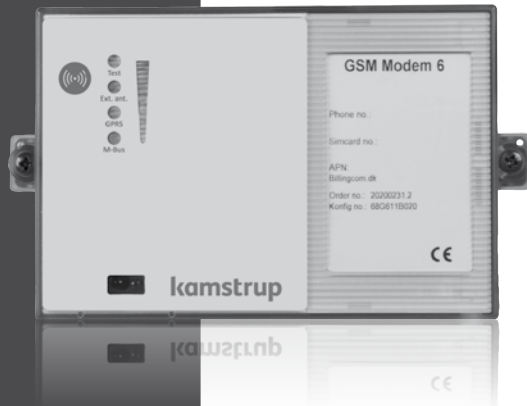 Test
Ext. ant.
GPRS
M-Bus
kamstrup
GSM Modem 6
Phone no.:
Simcard no.:
APN:
Billingcom.dk
Order no.: 20200231.2
Konfig no.: 68G611B020
CE